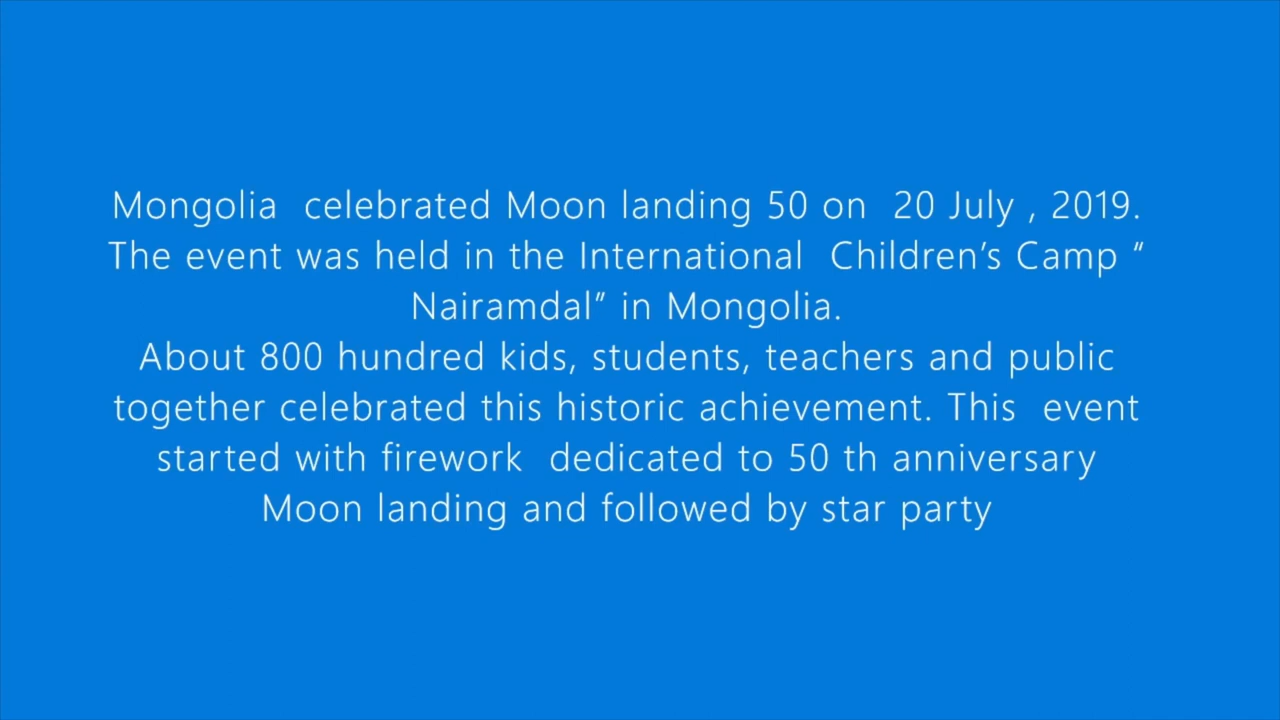 Mongolia  celebrated Moon landing 50 on  20 July , 2019.
The event was held in the International  Children’s Camp “
Nairamdal” in Mongolia.
About 800 hundred kids, students, teachers and public
together celebrated this historic achievement. This  event
started with firework  dedicated to 50 th anniversary
Moon landing and followed by star party